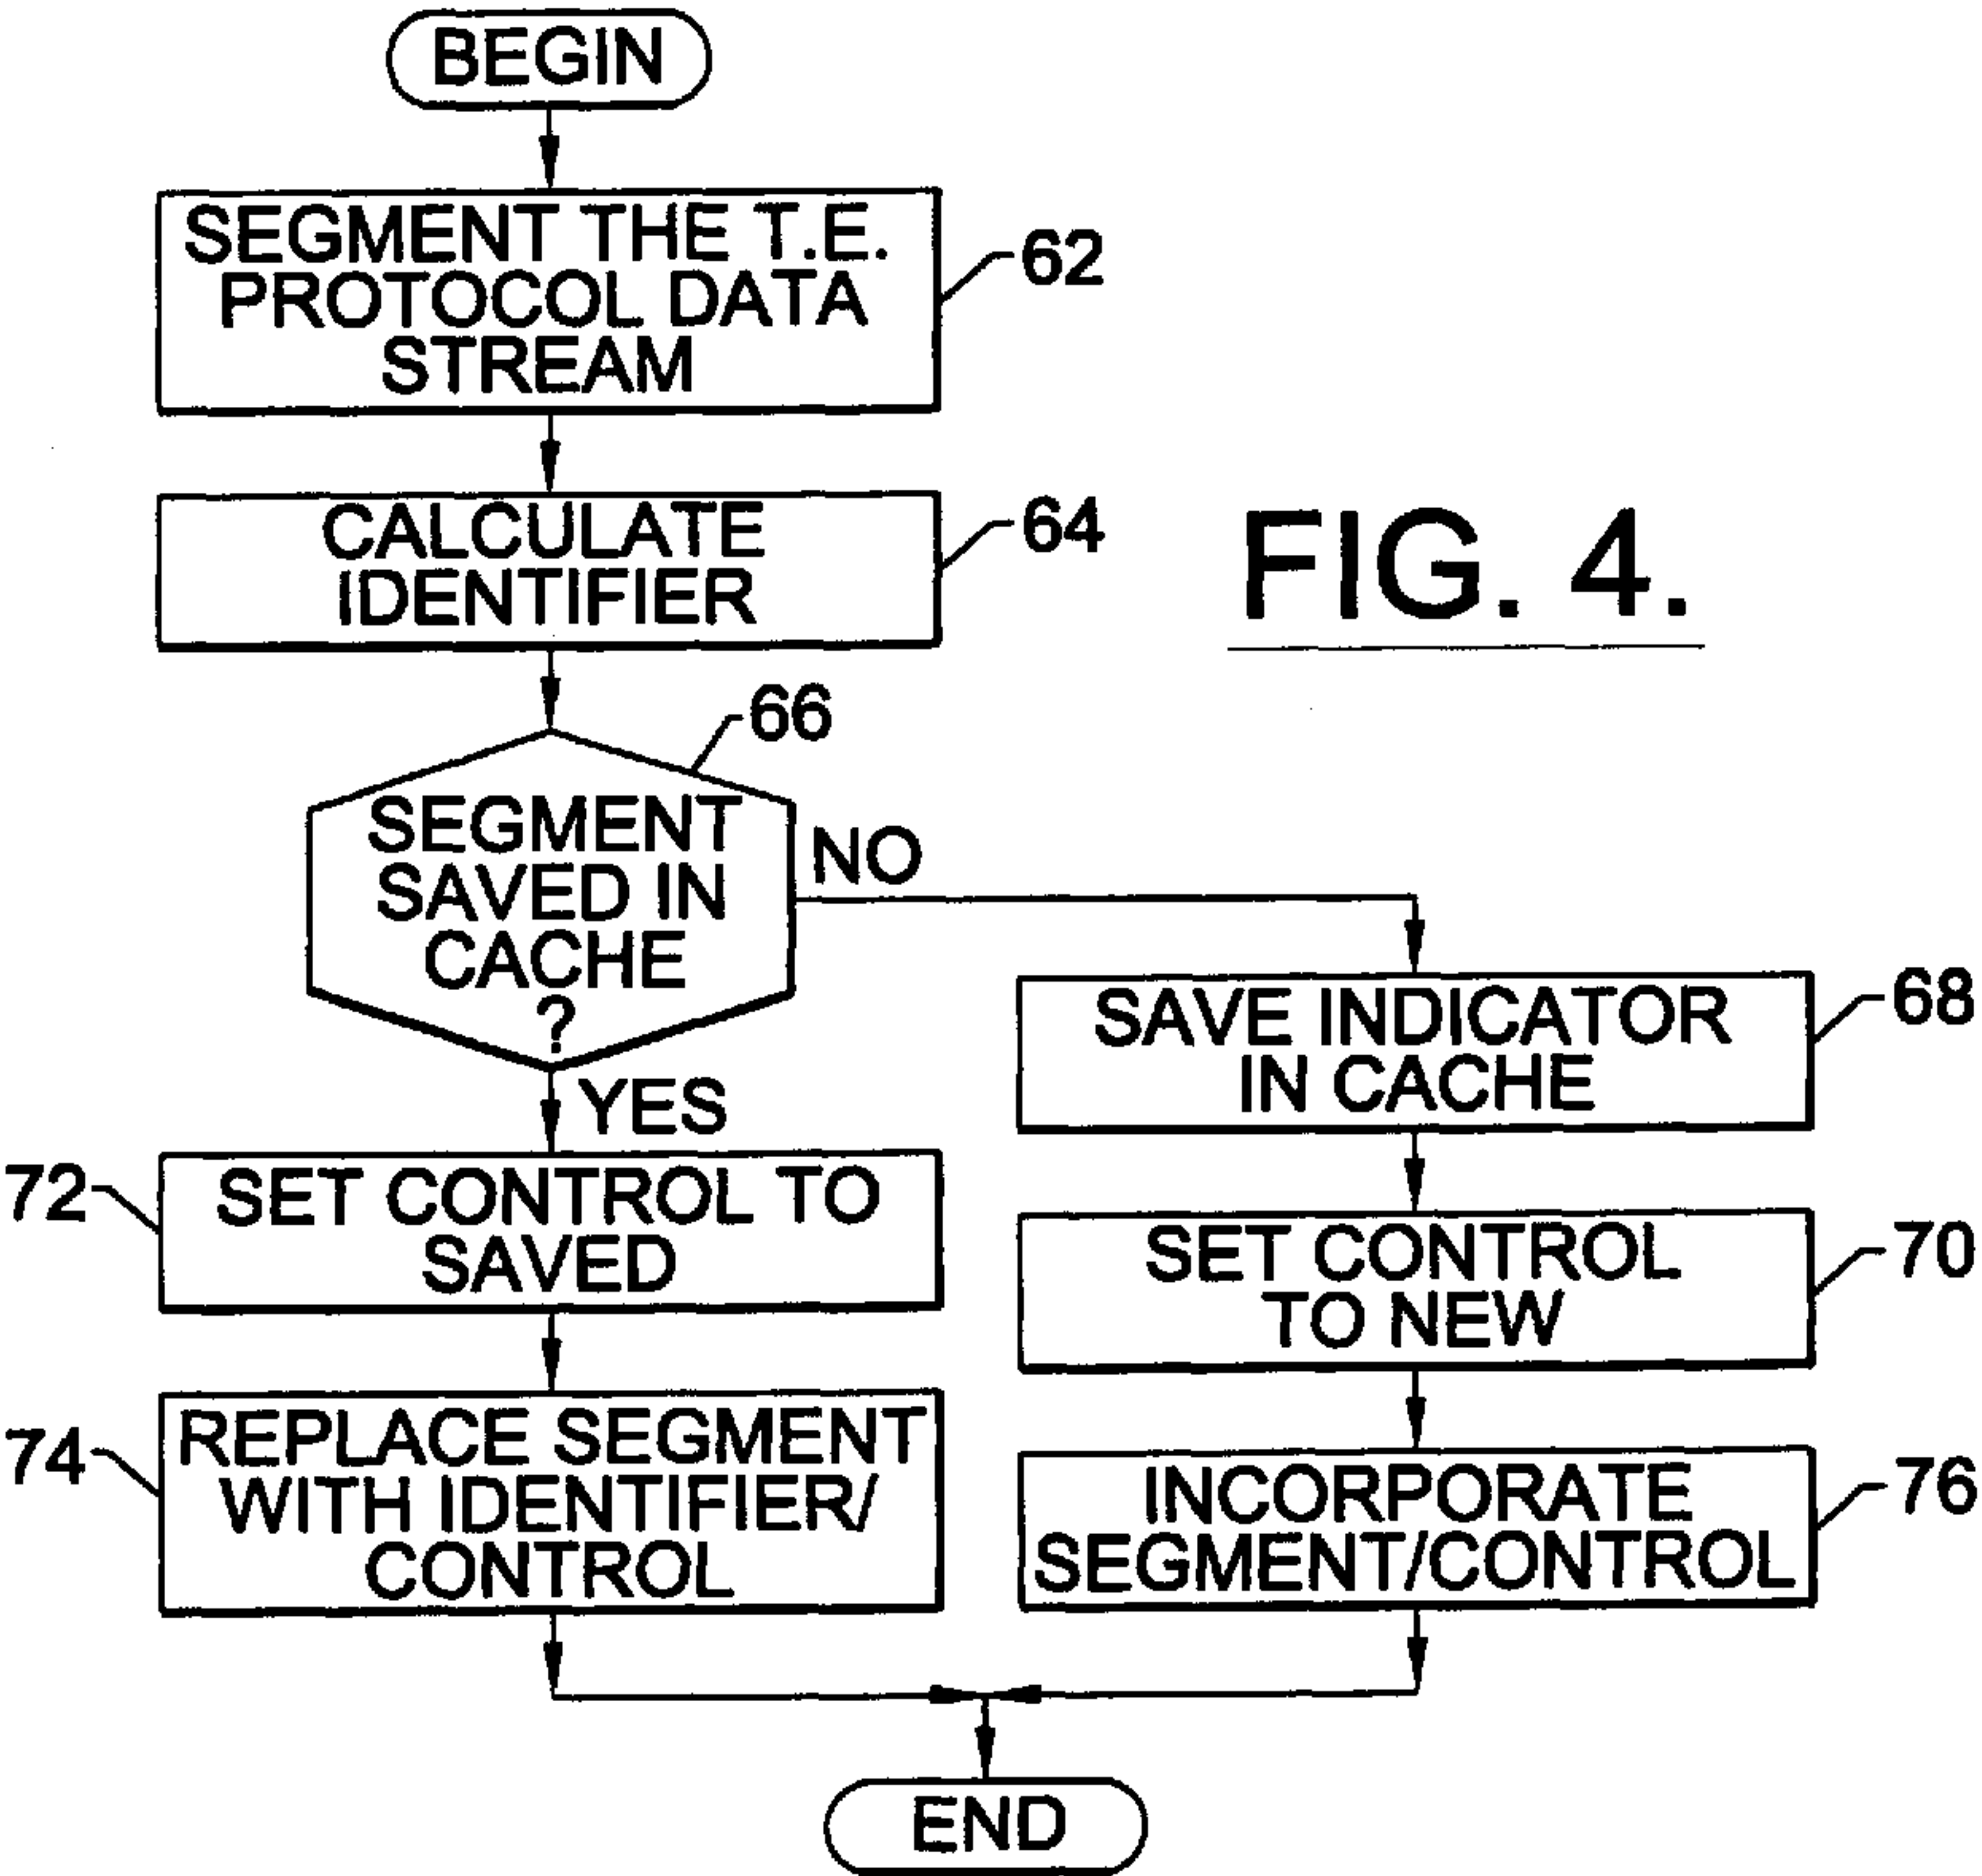 BEGIN
SEGMENT THE T.E.
PROTOCOL DATA
STREAM
62
CALCULATE
IDENTIFIER
64
FIG. 4.
66
SEGMENT
SAVED IN
CACHE
?
NO
YES
SAVE INDICATOR
IN CACHE
68
72
SET CONTROL TO
SAVED
SET CONTROL
TO NEW
70
74
REPLACE SEGMENT
WITH IDENTIFIER/
CONTROL
INCORPORATE
SEGMENT/CONTROL
76
END